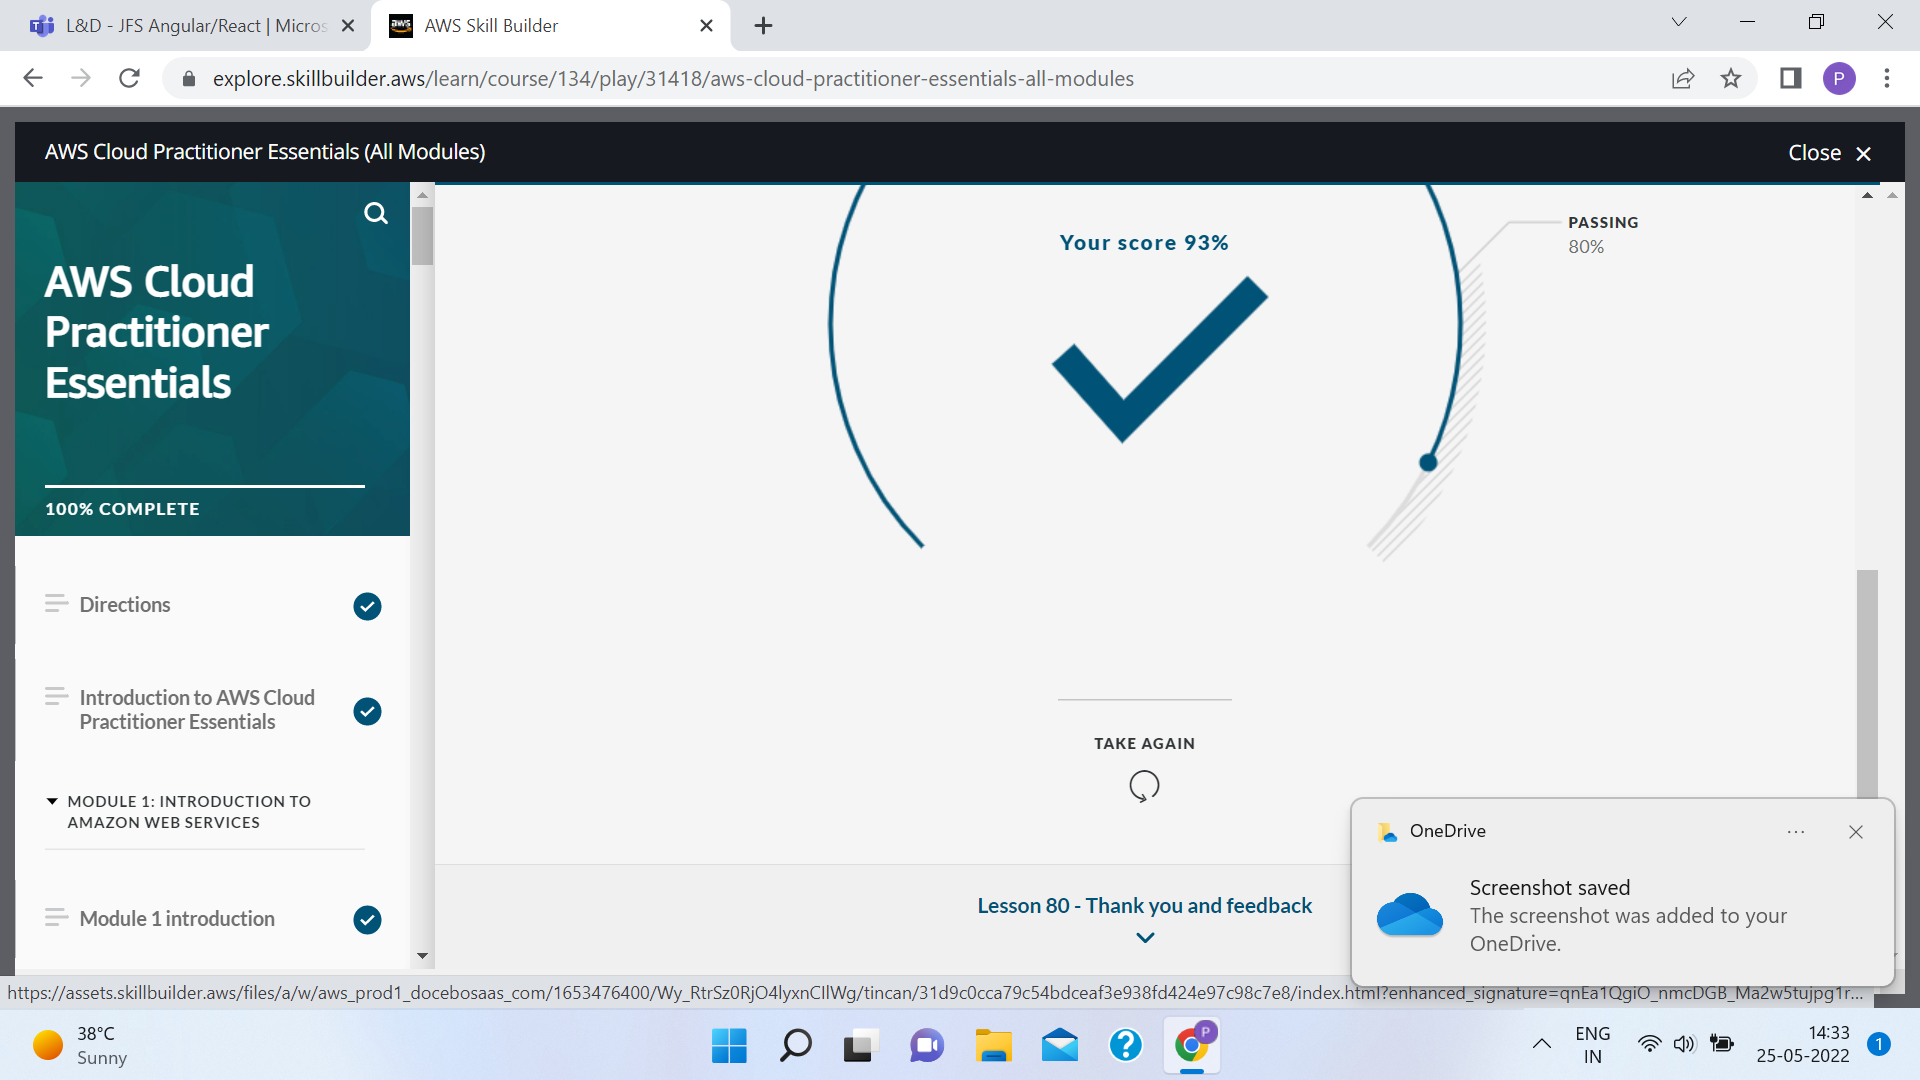 L&D - JFS Angular/React | Micros
AWS Skill Builder
explore.skillbuilder.aws/learn/course/134/play/31418/aws-cloud-practitioner-essentials-all-modules
P
AWS Cloud Practitioner Essentials (All Modules)
Close
AWS Cloud
Practitioner
Essentials
100% COMPLETE
Directions
Introduction to AWS Cloud
Practitioner Essentials
MODULE 1: INTRODUCTION TO
AMAZON WEB SERVICES
Module 1 introduction
Your score 93%
PASSING
80%
TAKE AGAIN
Lesson 80 - Thank you and feedback
OneDrive
Screenshot saved
The screenshot was added to your
OneDrive.
https://assets.skillbuilder.aws/files/a/w/aws_prod1_docebosaas_com/1653476400/Wy_RtrSz0RjO4lyxnCIlWg/tincan/31d9c0cca79c54bdceaf3e938fd424e97c98c7e8/index.html?enhanced_signature=qnEa1QgiO_nmcDGB_Ma2w5tujpg1r...
38°C
Sunny
P
ENG
IN
14:33
25-05-2022
1